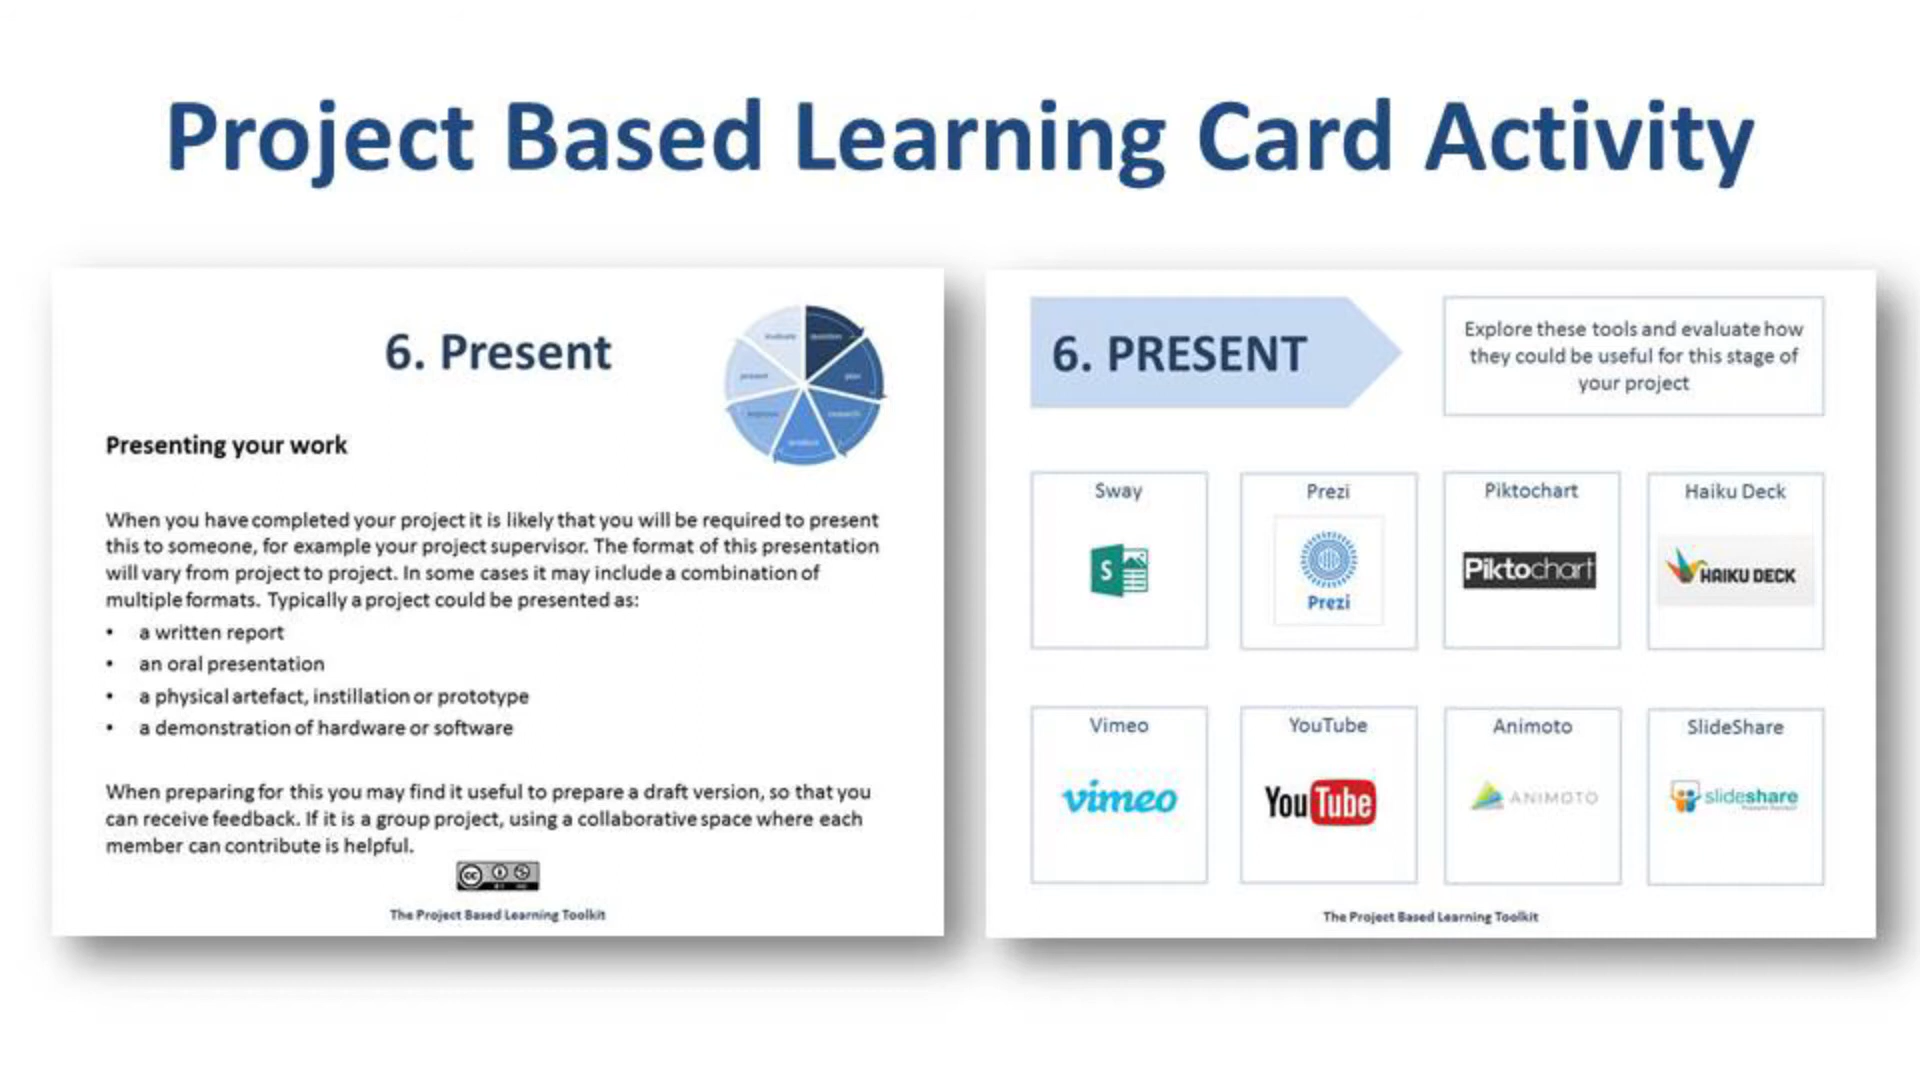 Project Based Learning Card Activity
6. Present
evaluate
question
present
plan
improve
research
product
Presenting your work
When you have completed your project it is likely that you will be required to present
this to someone, for example your project supervisor. The format of this presentation
will vary from project to project. In some cases it may include a combination of
multiple formats. Typically a project could be presented as:
• a written report
• an oral presentation
• a physical artefact, instillation or prototype
• a demonstration of hardware or software
When preparing for this you may find it useful to prepare a draft version, so that you
can receive feedback. If it is a group project, using a collaborative space where each
member can contribute is helpful.
cc
The Project Based Learning Toolkit
6. PRESENT
Explore these tools and evaluate how
they could be useful for this stage of
your project
Sway
S
Prezi
Prezi
Piktochart
Piktochart
Haiku Deck
HAIKU DECK
Vimeo
vimeo
YouTube
YouTube
Animoto
ANIMOTO
SlideShare
slideshare
The Project Based Learning Toolkit